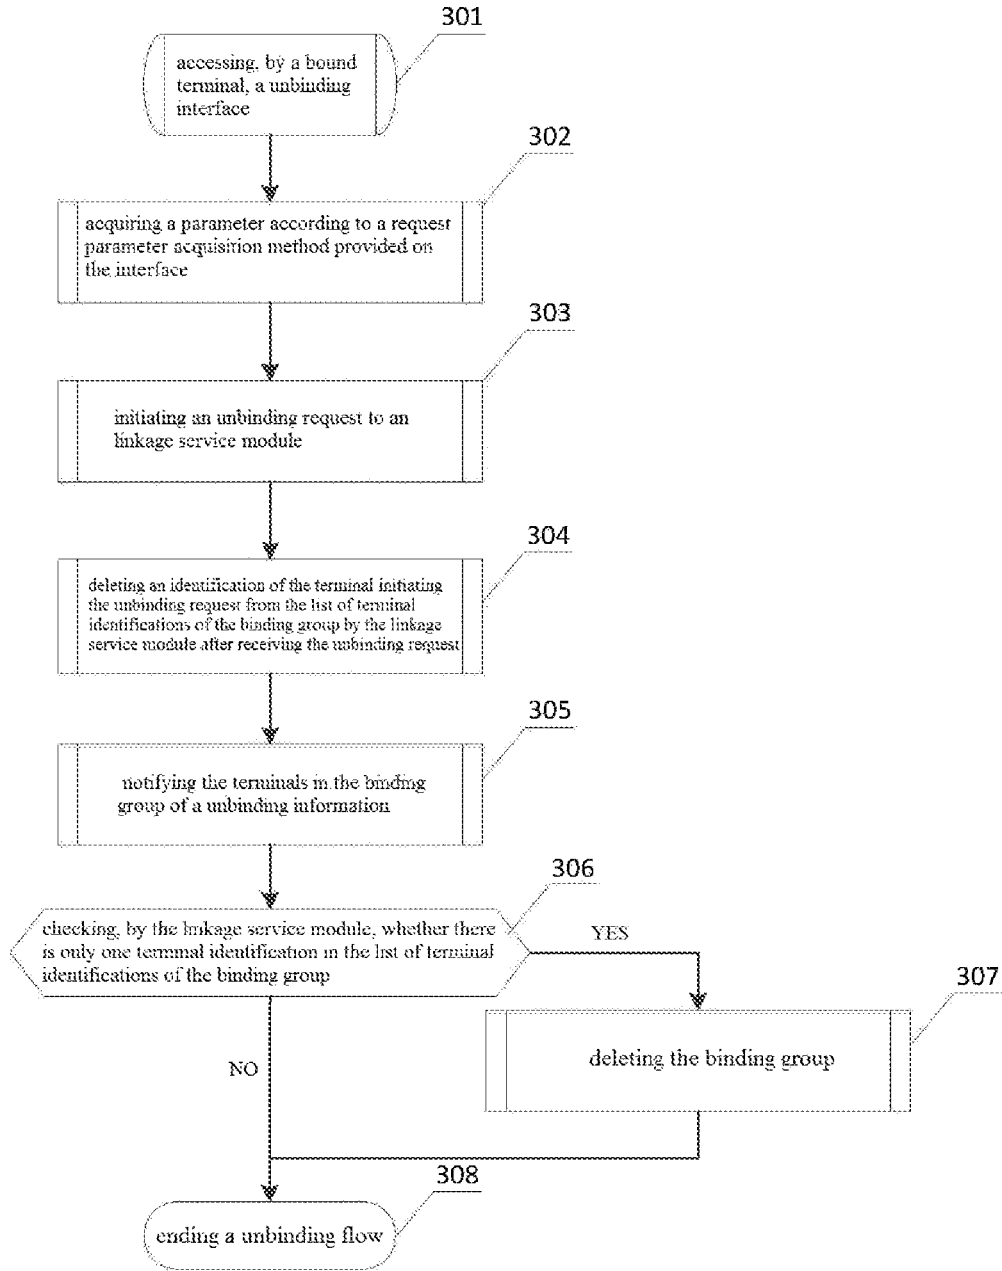 301
accessing, by a bound
terminal, a unbinding
interface
302
acquiring a parameter according to a request
parameter acquisition method provided on
the interface
303
initiating an unbinding request to an
linkage service module
304
deleting an identification of the terminal initiating
the unbinding request from the list of terminal
identifications of the binding group by the linkage
service module after receiving the unbinding request
305
notifying the terminals in the binding
group of a unbinding information
306
checking, by the linkage service module, whether there
is only one terminal identification in the list of terminal
identifications of the binding group
YES
307
deleting the binding group
NO
308
ending a unbinding flow